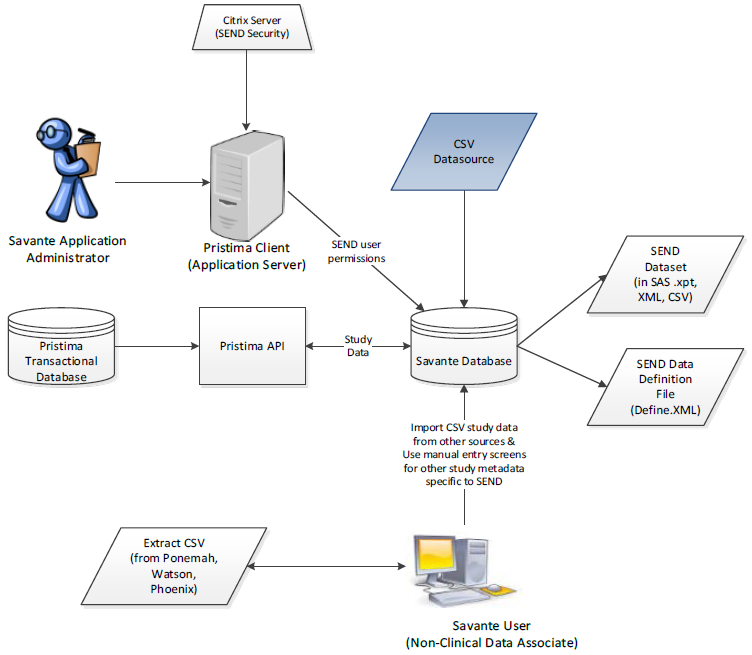 Citrix Server
(SEND Security)
CSV
Datasource
Savante Application
Administrator
Pristima Client
(Application Server)
SEND user
permissions
SEND
Dataset
(in SAS .xpt,
XML, CSV)
Pristima
Transactional
Database
Pristima API
Study
Data
Savante Database
SEND Data
Definition
File
(Define.XML)
Import CSV study data
from other sources &
Use manual entry screens
for other study metadata
specific to SEND
Extract CSV
(from Ponemah,
Watson,
Phoenix)
Savante User
(Non-Clinical Data Associate)